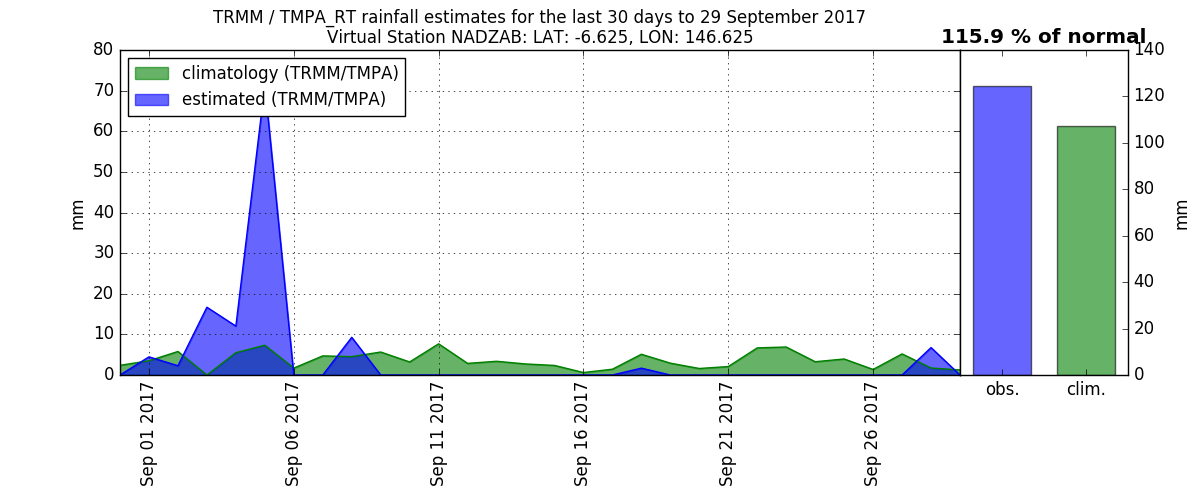 TRMM / TMPA_RT rainfall estimates for the last 30 days to 29 September 2017
Virtual Station NADZAB: LAT: -6.625, LON: 146.625
115.9 % of normal
climatology (TRMM/TMPA)
estimated (TRMM/TMPA)
mm
80
70
60
50
40
30
20
10
0
Sep 01 2017
Sep 06 2017
Sep 11 2017
Sep 16 2017
Sep 21 2017
Sep 26 2017
obs.
clim.
140
120
100
80
60
40
20
0
mm